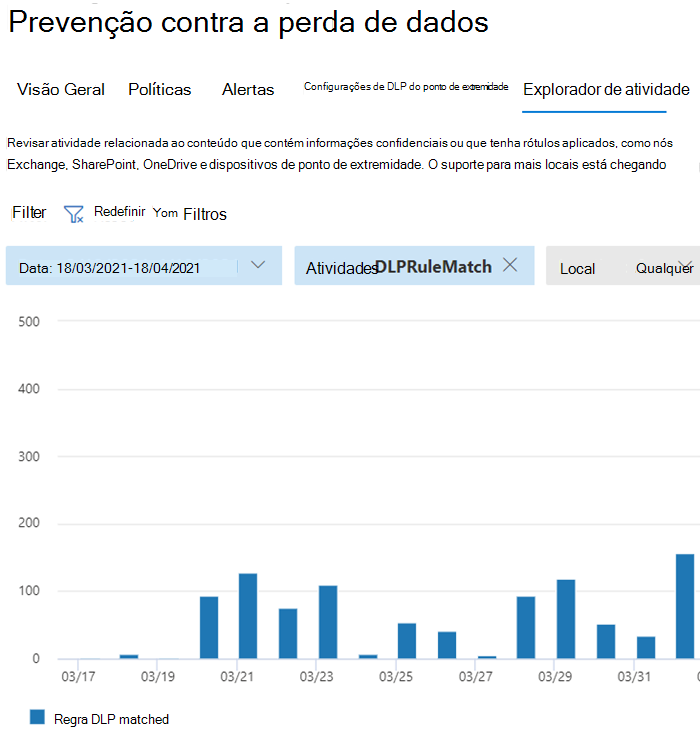 Prevenção contra a perda de dados
Visão Geral Políticas Alertas Configurações de DLP do ponto de extremidade Explorador de atividade
Revisar atividade relacionada ao conteúdo que contém informações confidenciais ou que tenha rótulos aplicados, como nós
Exchange, SharePoint, OneDrive e dispositivos de ponto de extremidade. O suporte para mais locais está chegando
Filter Redefinir Yom Filtros
Data: 18/03/2021-18/04/2021 Atividades DLPRuleMatch Local Qualquer
500
400
300
200
100
0
03/17 03/19 03/21 03/23 03/25 03/27 03/29 03/31
Regra DLP matched